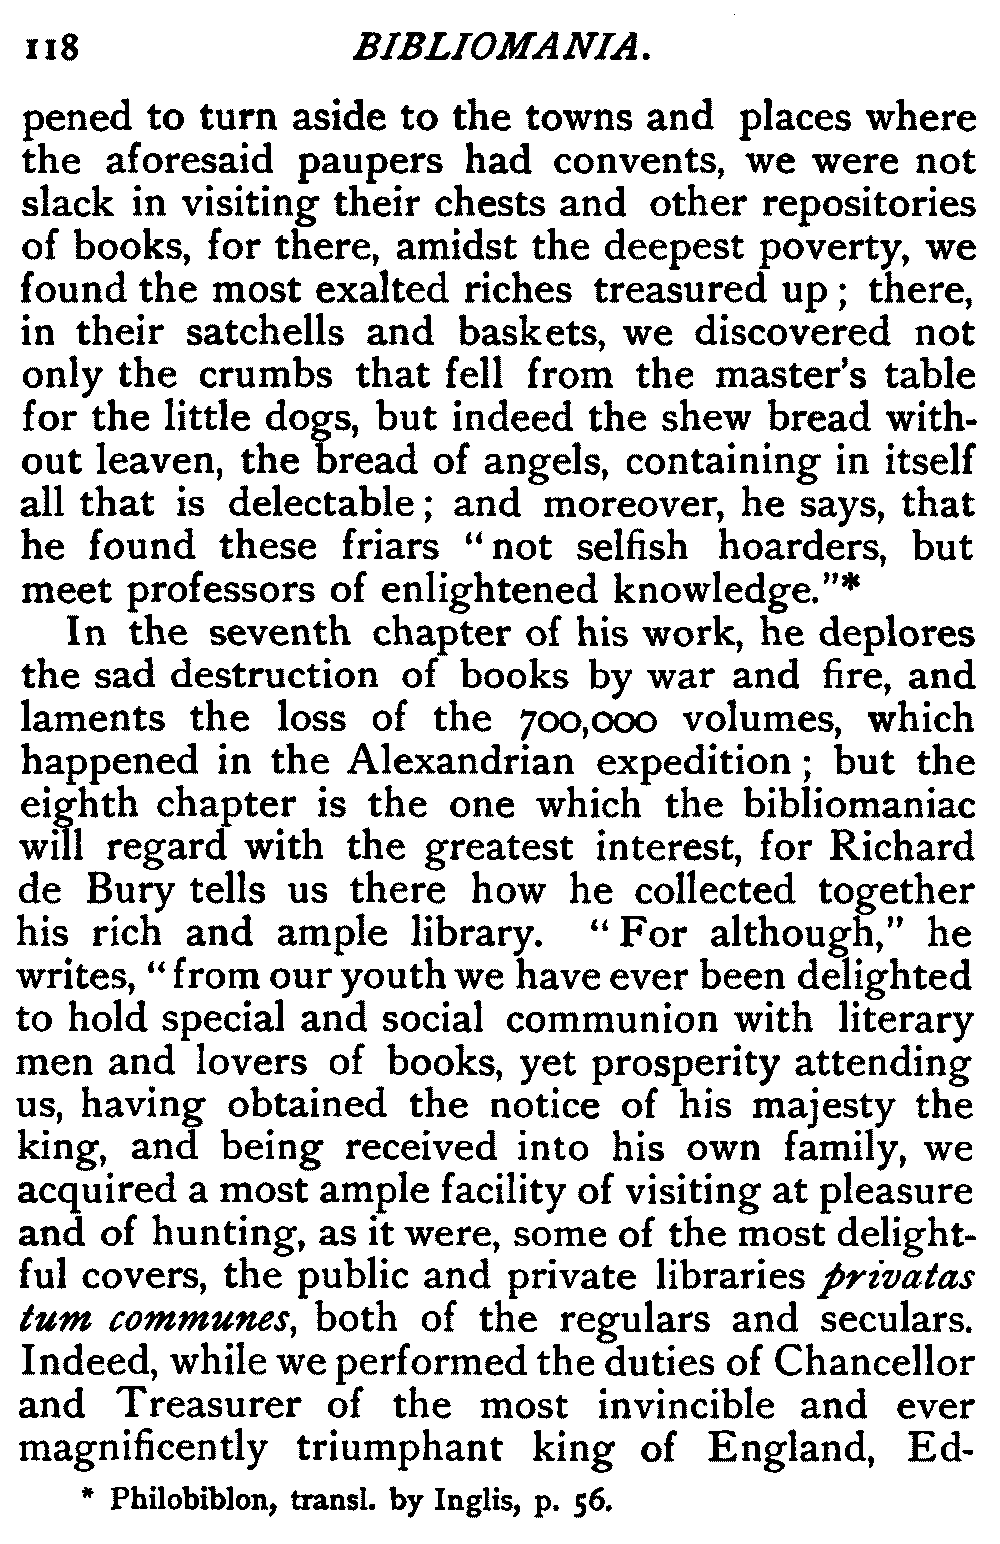 118 BIBLIOMANIA.
pened to turn aside to the towns and places where
the aforesaid paupers had convents, we were not
slack in visiting their chests and other repositories
of books, for there, amidst the deepest poverty, we
found the most exalted riches treasured up ; there,
in their satchells and baskets, we discovered not
only the crumbs that fell from the master's table
for the little dogs, but indeed the shew bread with-
out leaven, the bread of angels, containing in itself
all that is delectable ; and moreover, he says, that
he found these friars "not selfish hoarders, but
meet professors of enlightened knowledge."*
In the seventh chapter of his work, he deplores
the sad destruction of books by war and fire, and
laments the loss of the 700,000 volumes, which
happened in the Alexandrian expedition ; but the
eighth chapter is the one which the bibliomaniac
will regard with the greatest interest, for Richard
de Bury tells us there how he collected together
his rich and ample library. "For although," he
writes, "from our youth we have ever been delighted
to hold special and social communion with literary
men and lovers of books, yet prosperity attending
us, having obtained the notice of his majesty the
king, and being received into his own family, we
acquired a most ample facility of visiting at pleasure
and of hunting, as it were, some of the most delight-
ful covers, the public and private libraries privatas
tum communes, both of the regulars and seculars.
Indeed, while we performed the duties of Chancellor
and Treasurer of the most invincible and ever
magnificently triumphant king of England, Ed-
* Philobiblon, transl. by Inglis, p. 56.